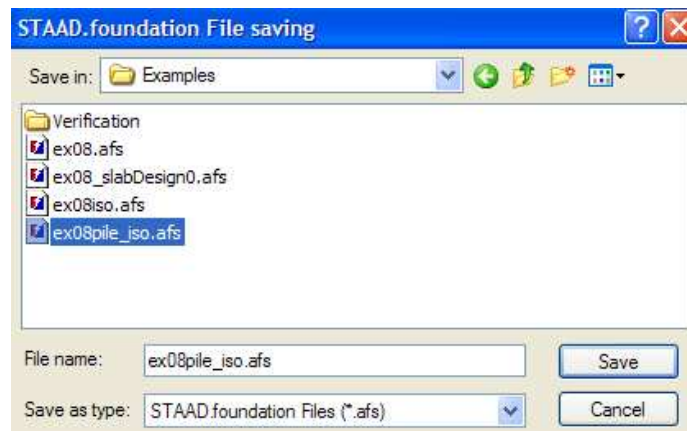 STAAD.foundation File saving
Save in: Examples
Verification
ex08.afs
ex08_slabDesign0.afs
ex08iso.afs
ex08pile_iso.afs
File name: ex08pile_iso.afs Save
Save as type: STAAD.foundation Files (*.afs) Cancel